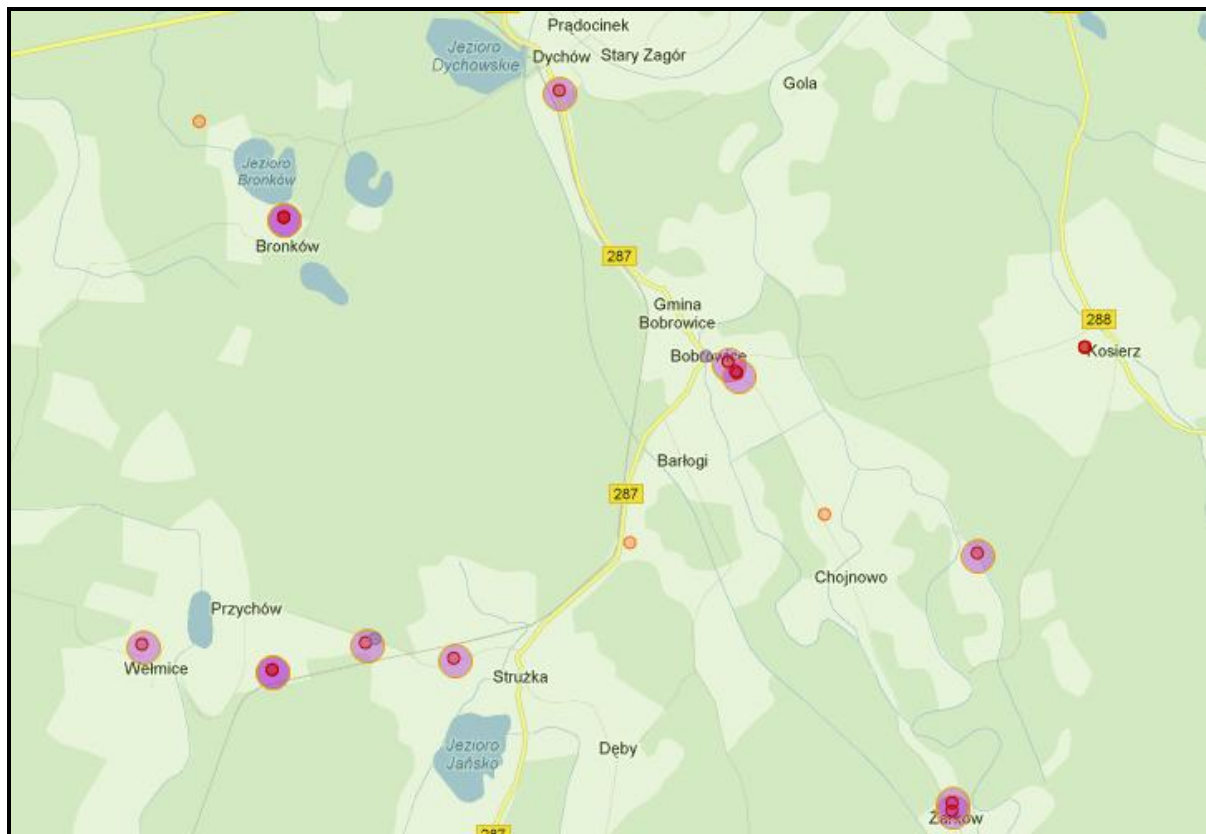 Prądocinek
Jezioro
Dychowskie
Dychów
Stary Zagór
Gola
Jezioro
Bronków
Bronków
287
Gmina
Bobrowice
288
Bobrowice
Kosierz
Barłogi
287
Chojnowo
Przychów
Wełmice
Strużka
Jezioro
Jańsko
Dęby
Żarków
287